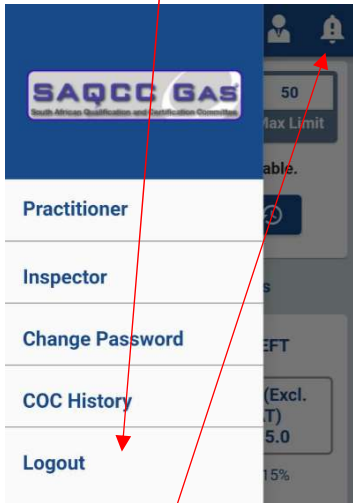 SAQCC GAS
South African Qualification and Certification Committee
50
Max Limit
able.
Practitioner
Inspector
s
Change Password
EFT
COC History
(Excl.
.T)
5.0
Logout
15%